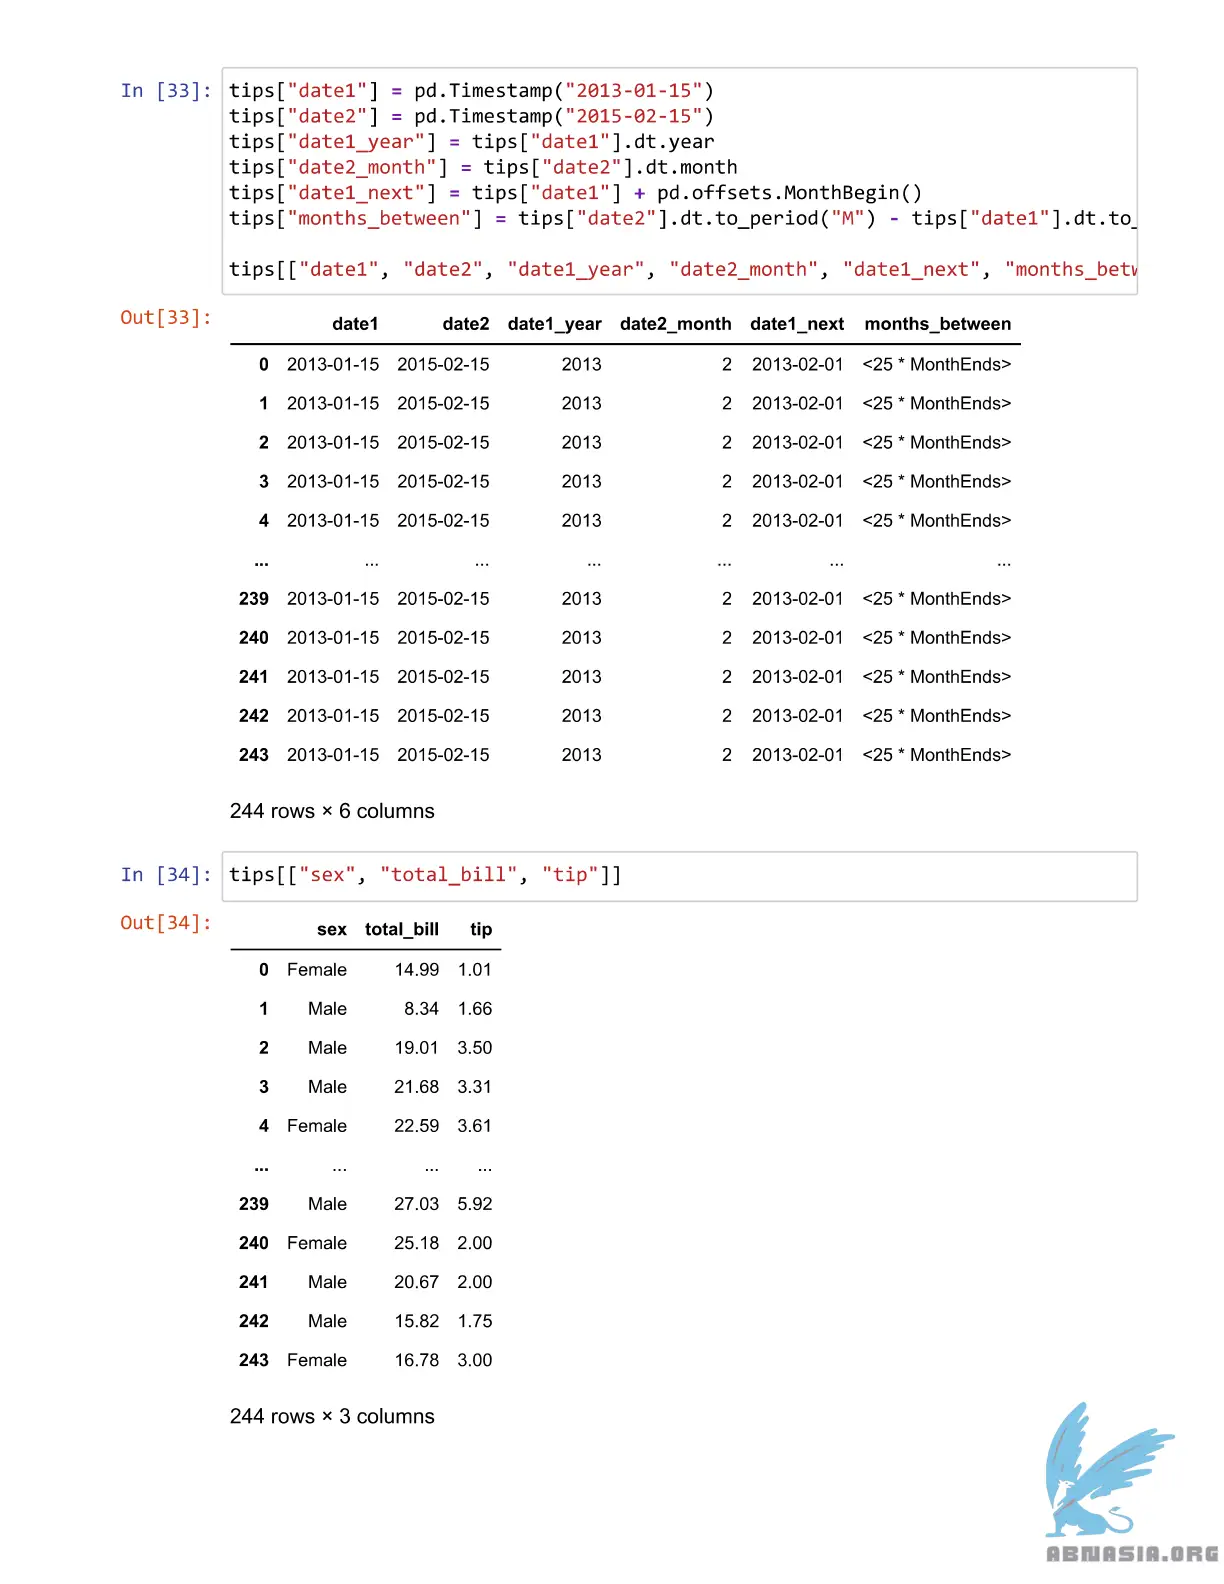 In [33]: tips["date1"] = pd.Timestamp("2013-01-15")
tips["date2"] = pd.Timestamp("2015-02-15")
tips["date1_year"] = tips["date1"].dt.year
tips["date2_month"] = tips["date2"].dt.month
tips["date1_next"] = tips["date1"] + pd.offsets.MonthBegin()
tips["months_between"] = tips["date2"].dt.to_period("M") - tips["date1"].dt.to_
tips[["date1", "date2", "date1_year", "date2_month", "date1_next", "months_betw
Out[33]:
date1 date2 date1_year date2_month date1_next months_between
0 2013-01-15 2015-02-15 2013 2 2013-02-01 <25 * MonthEnds>
1 2013-01-15 2015-02-15 2013 2 2013-02-01 <25 * MonthEnds>
2 2013-01-15 2015-02-15 2013 2 2013-02-01 <25 * MonthEnds>
3 2013-01-15 2015-02-15 2013 2 2013-02-01 <25 * MonthEnds>
4 2013-01-15 2015-02-15 2013 2 2013-02-01 <25 * MonthEnds>
... ... ... ... ... ... ...
239 2013-01-15 2015-02-15 2013 2 2013-02-01 <25 * MonthEnds>
240 2013-01-15 2015-02-15 2013 2 2013-02-01 <25 * MonthEnds>
241 2013-01-15 2015-02-15 2013 2 2013-02-01 <25 * MonthEnds>
242 2013-01-15 2015-02-15 2013 2 2013-02-01 <25 * MonthEnds>
243 2013-01-15 2015-02-15 2013 2 2013-02-01 <25 * MonthEnds>
244 rows × 6 columns
In [34]: tips[["sex", "total_bill", "tip"]]
Out[34]:
sex total_bill tip
0 Female 14.99 1.01
1 Male 8.34 1.66
2 Male 19.01 3.50
3 Male 21.68 3.31
4 Female 22.59 3.61
... ... ... ...
239 Male 27.03 5.92
240 Female 25.18 2.00
241 Male 20.67 2.00
242 Male 15.82 1.75
243 Female 16.78 3.00
244 rows × 3 columns
ABNASIA.ORG